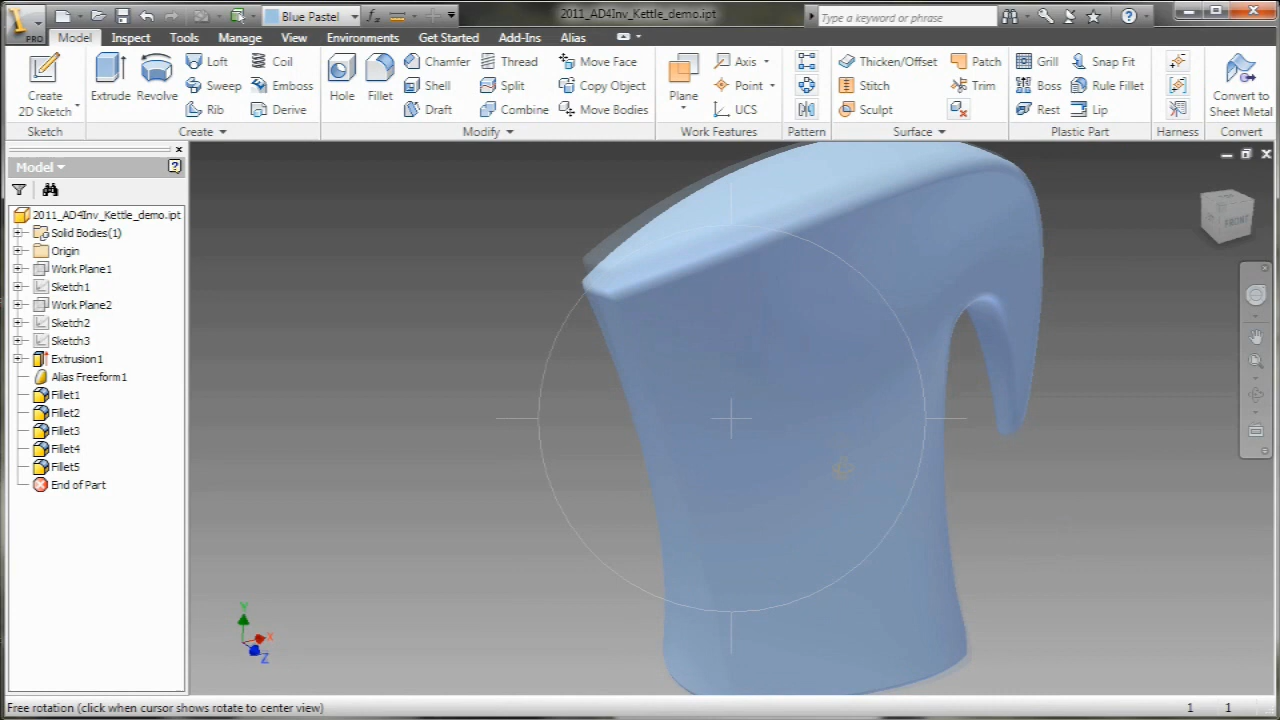 PRO
Blue Pastel
2011_AD4Inv_Kettle_demo.ipt
Type a keyword or phrase
Model Inspect Tools Manage View Environments Get Started Add-Ins Alias
Create
2D Sketch
Extrude
Revolve
Loft
Sweep
Rib
Coil
Emboss
Derive
Hole
Fillet
Chamfer
Shell
Draft
Thread
Split
Combine
Move Face
Copy Object
Move Bodies
Plane
Axis
Point
UCS
Thicken/Offset
Stitch
Sculpt
Patch
Trim
Grill
Boss
Rest
Snap Fit
Rule Fillet
Lip
Convert to
Sheet Metal
Sketch Create Modify Work Features Pattern Surface Plastic Part Harness Convert
Model
2011_AD4Inv_Kettle_demo.ipt
Solid Bodies(1)
Origin
Work Plane1
Sketch1
Work Plane2
Sketch2
Sketch3
Extrusion1
Alias Freeform1
Fillet1
Fillet2
Fillet3
Fillet4
Fillet5
End of Part
FRONT
Y
X
Z
Free rotation (click when cursor shows rotate to center view)
1 1